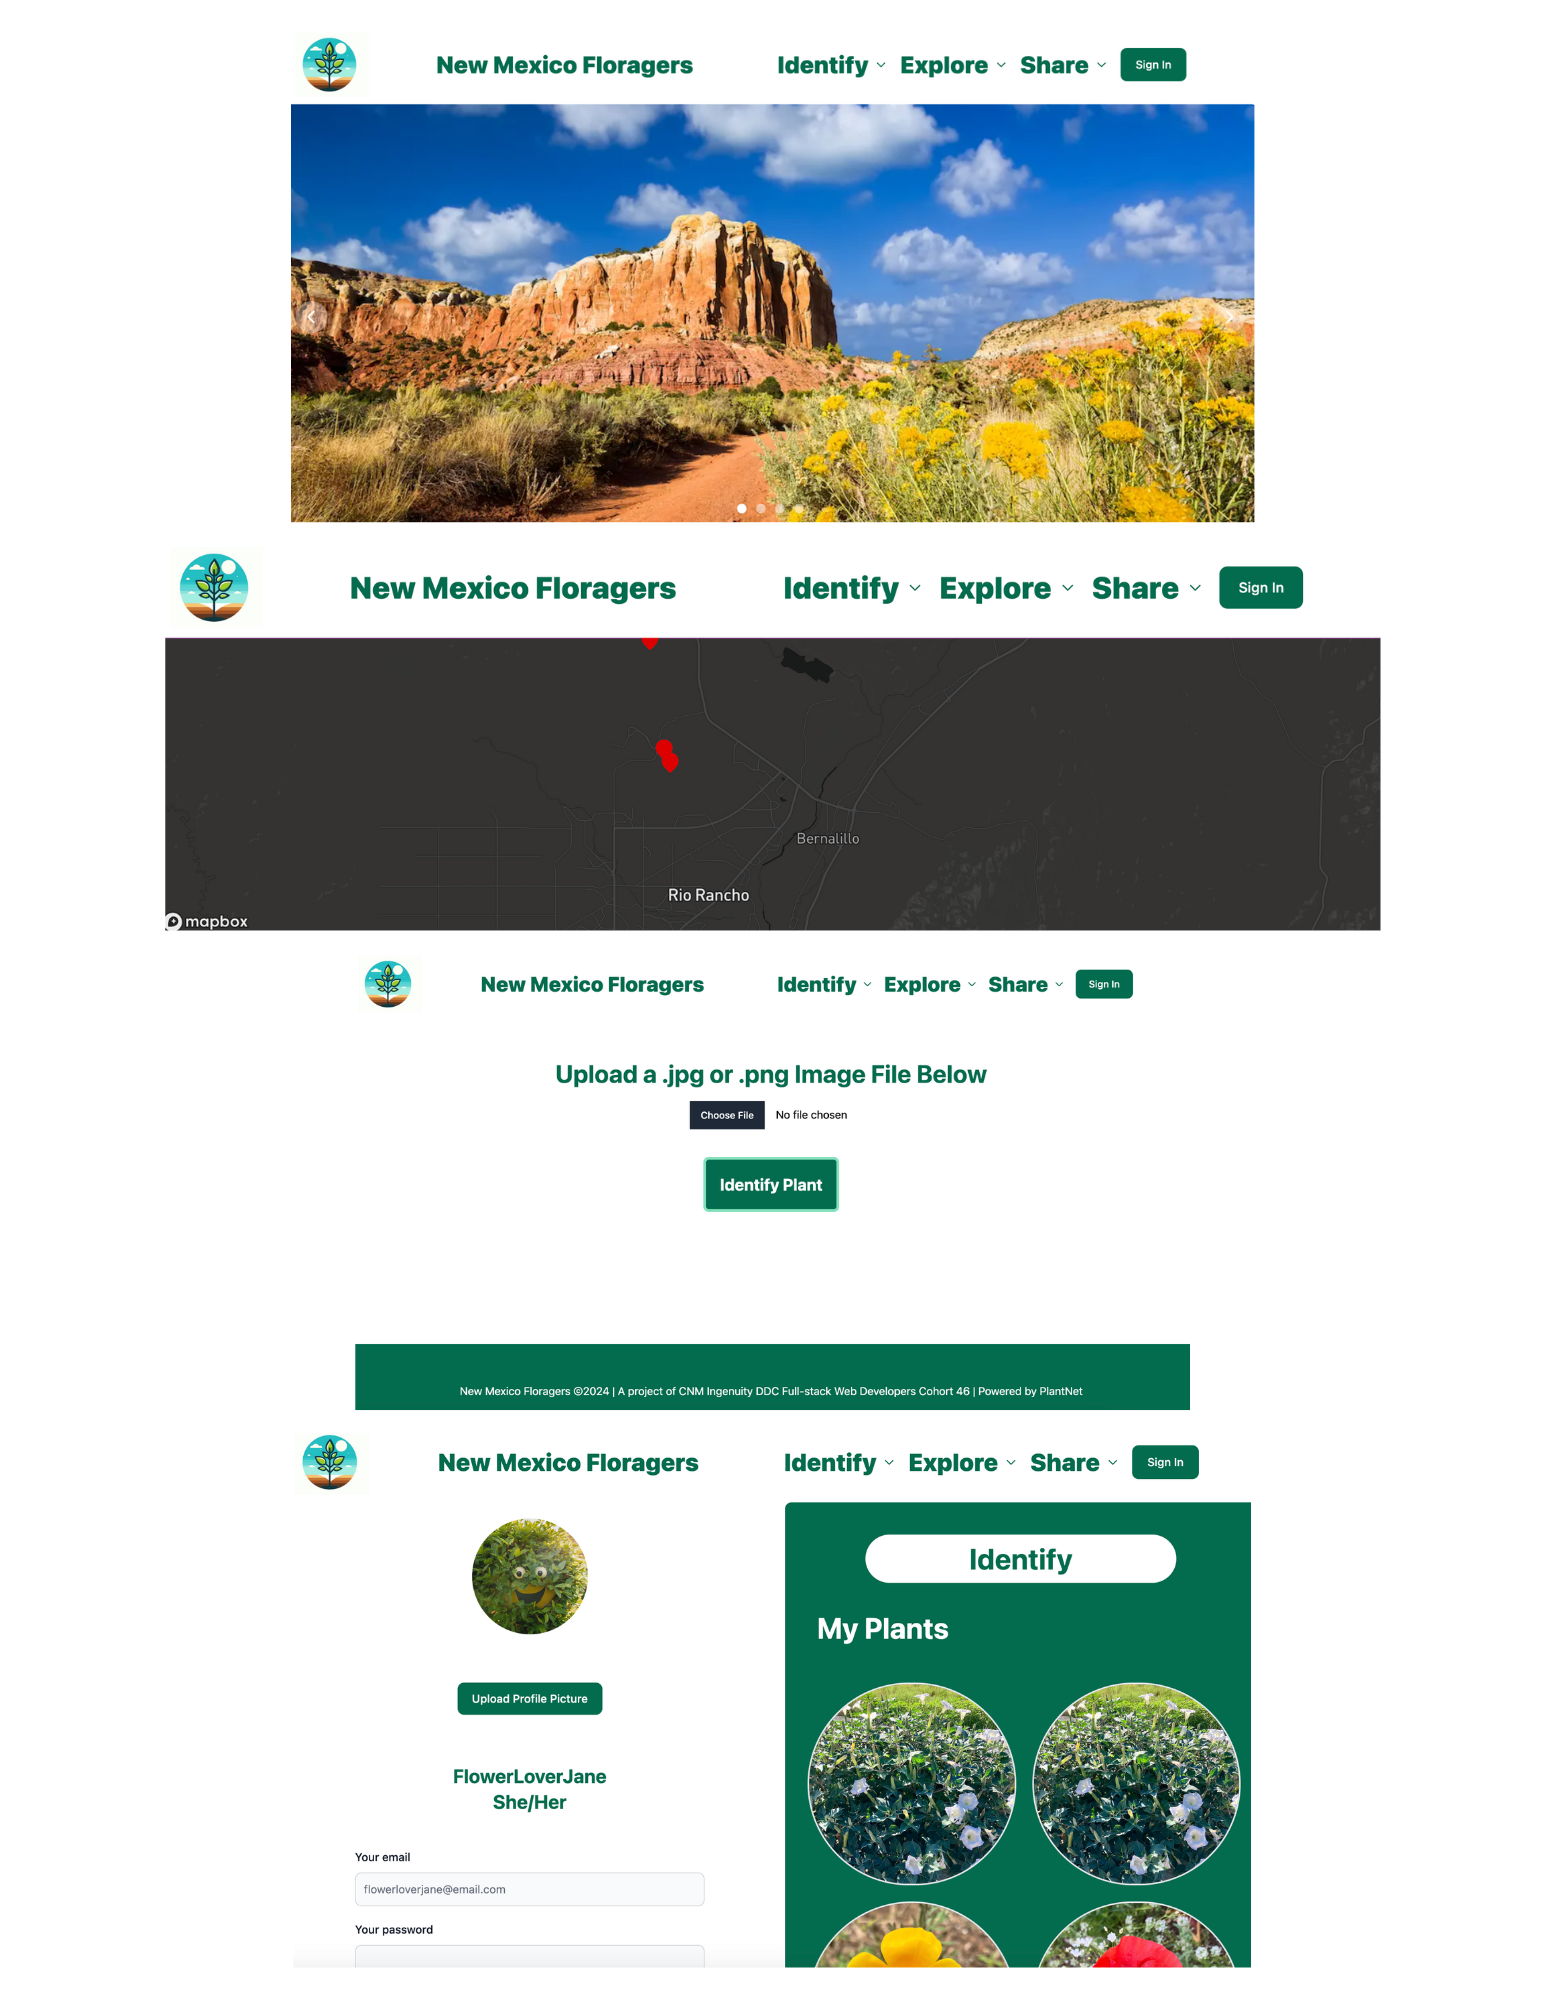 New Mexico Floragers Identify Explore Share Sign In
New Mexico Floragers Identify Explore Share Sign In
Bernalillo
Rio Rancho
mapbox
New Mexico Floragers Identify Explore Share Sign In
Upload a .jpg or .png Image File Below
Choose File No file chosen
Identify Plant
New Mexico Floragers ©2024 | A project of CNM Ingenuity DDC Full-stack Web Developers Cohort 46 | Powered by PlantNet
New Mexico Floragers Identify Explore Share Sign In
Upload Profile Picture
FlowerLoverJane
She/Her
Your email
flowerloverjane@email.com
Your password
Identify
My Plants